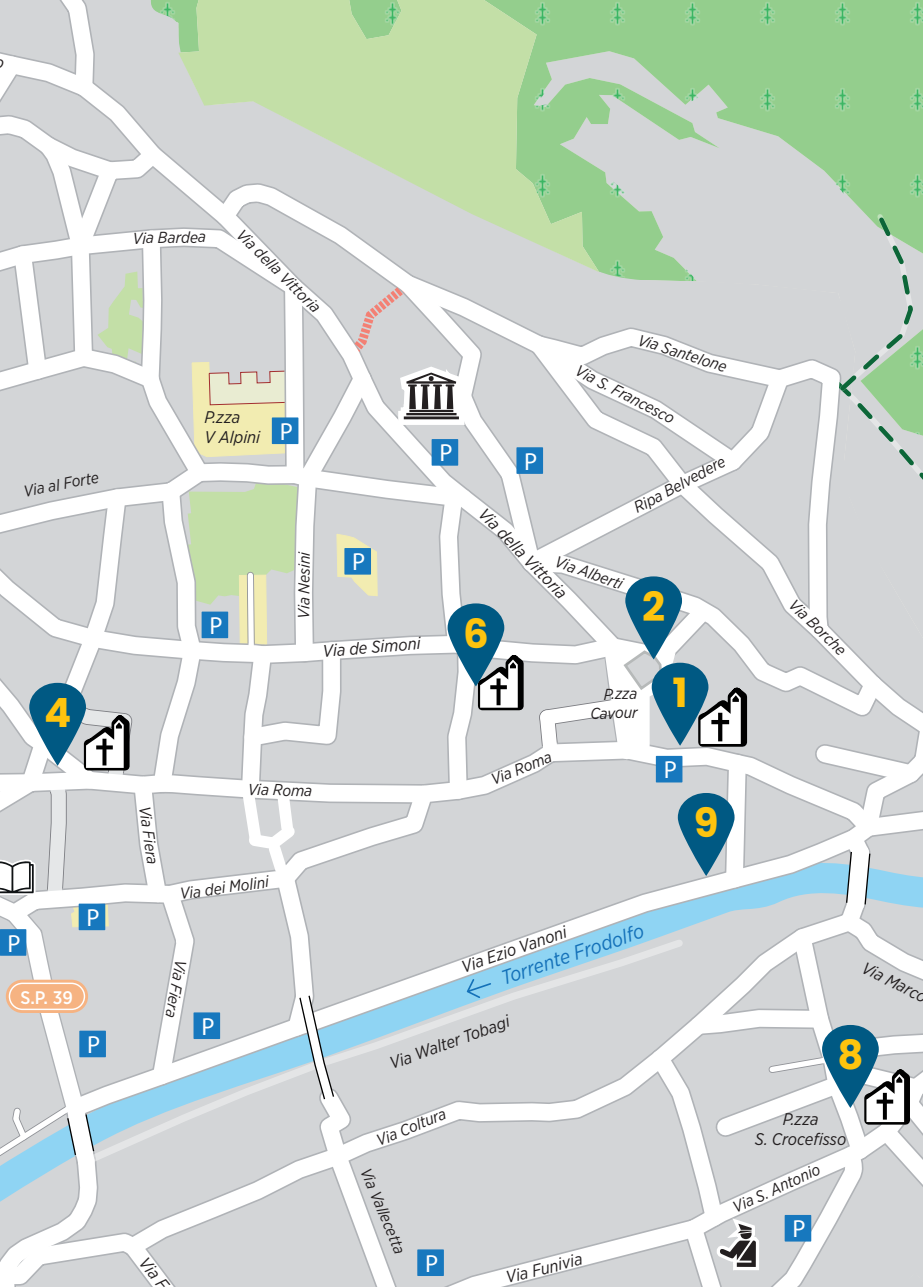 Via Bardea
Via della Vittoria
Via Santelone
Via S. Francesco
P.zza
V Alpini
P
P
P
Via al Forte
Ripa Belvedere
Via della Vittoria
P
Via Alberti
Via Nesini
2
P
6
Via de Simoni
Via Borche
1
4
P.zza
Cavour
P
Via Roma
Via Roma
9
Via Fiera
Via dei Molini
P
P
Via Ezio Vanoni
← Torrente Frodolfo
Via Fiera
Via Marco
S.P. 39
P
P
Via Walter Tobagi
8
Via Coltura
P.zza
S. Crocefisso
Via Vallecetta
Via S. Antonio
P
P
Via Funivia
Via F